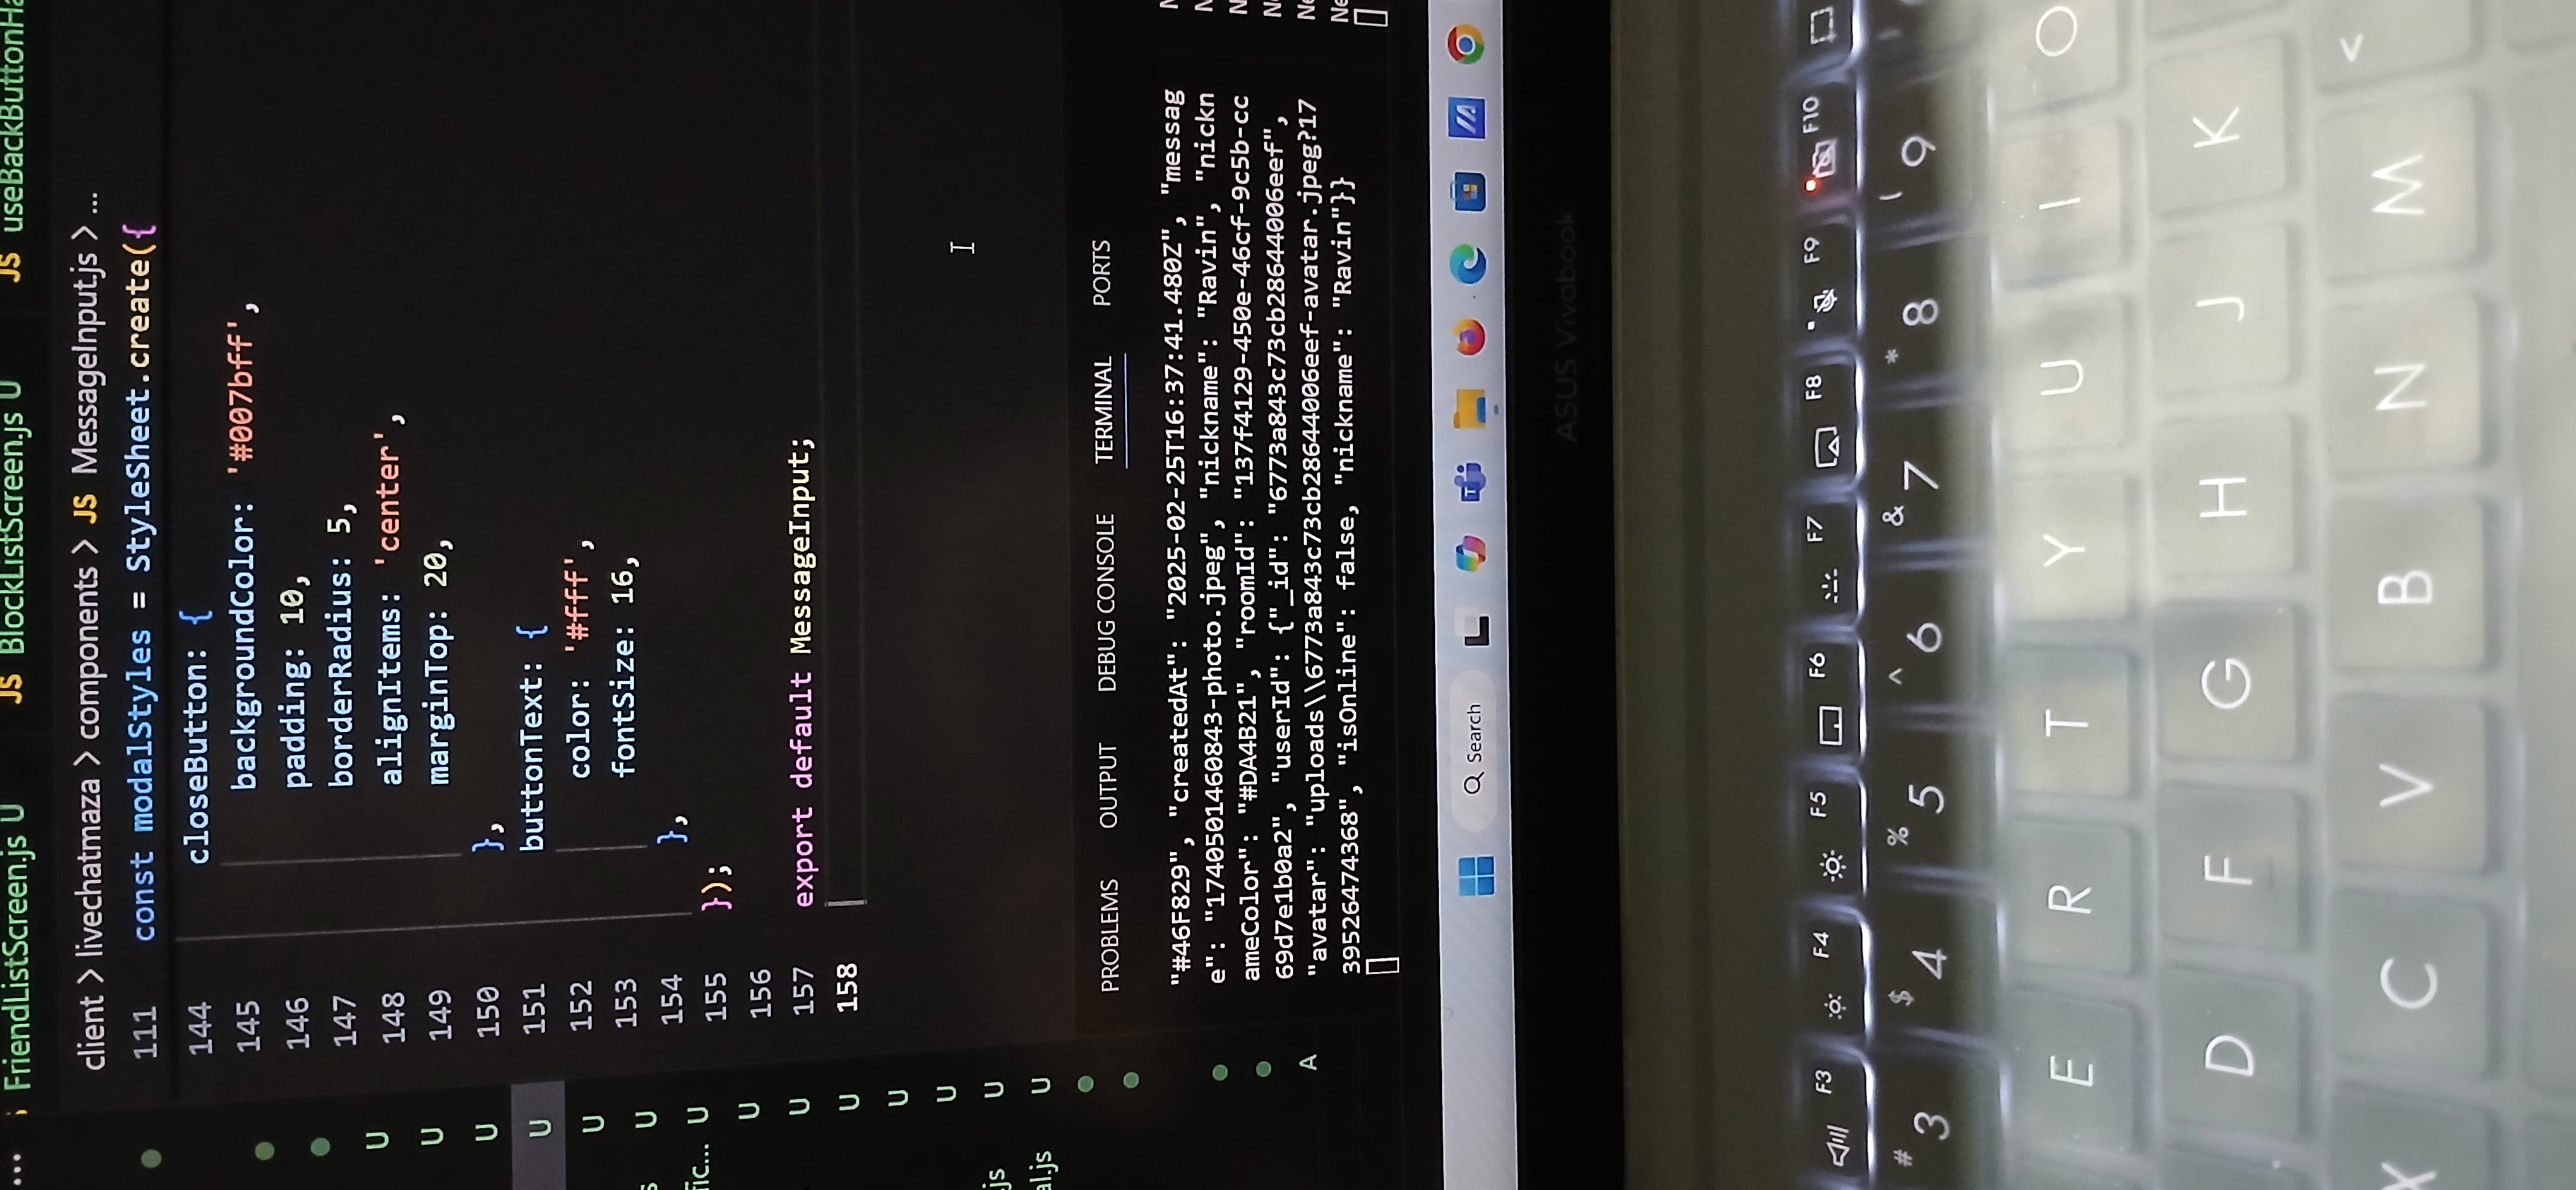 ... FriendListScreen.js U JS BlockListScreen.js U JS
client > livechatmaza > components > JS MessageInput.js > ...
111 const modalStyles = StyleSheet.create({
144 closeButton: {
145 backgroundColor: '#007bff',
146 padding: 10,
147 borderRadius: 5,
U
148 alignItems: 'center',
U
149 marginTop: 20,
U
150 },
U
151 buttonText: {
U
152 color: '#fff',
U
153 fontSize: 16,
U
154 },
U
155 });
U
156
U
157 export default MessageInput;
U
158
U
U
js U
al.js U
PROBLEMS OUTPUT DEBUG CONSOLE TERMINAL PORTS
"#46F829", "createdAt": "2025-02-25T16:37:41.480Z", "messag
e": "1740501460843-photo.jpeg", "nickname": "Ravin", "nickn
ameColor": "#DA4B21", "roomId": "137f4129-450e-46cf-9c5b-cc
69d7e1b0a2", "userId": {"_id": "6773a843c73cb28644006eef",
A
"avatar": "uploads\\6773a843c73cb28644006eef-avatar.jpeg?17
39526474368", "isOnline": false, "nickname": "Ravin"}}
Search
ASUS Vivobook
F3 F4 F5 F6 F7 F8 F9 F10
# $ % ^ & * (
3 4 5 6 7 8 9
E R T Y U I O
D F G H J K
X C V B N M <